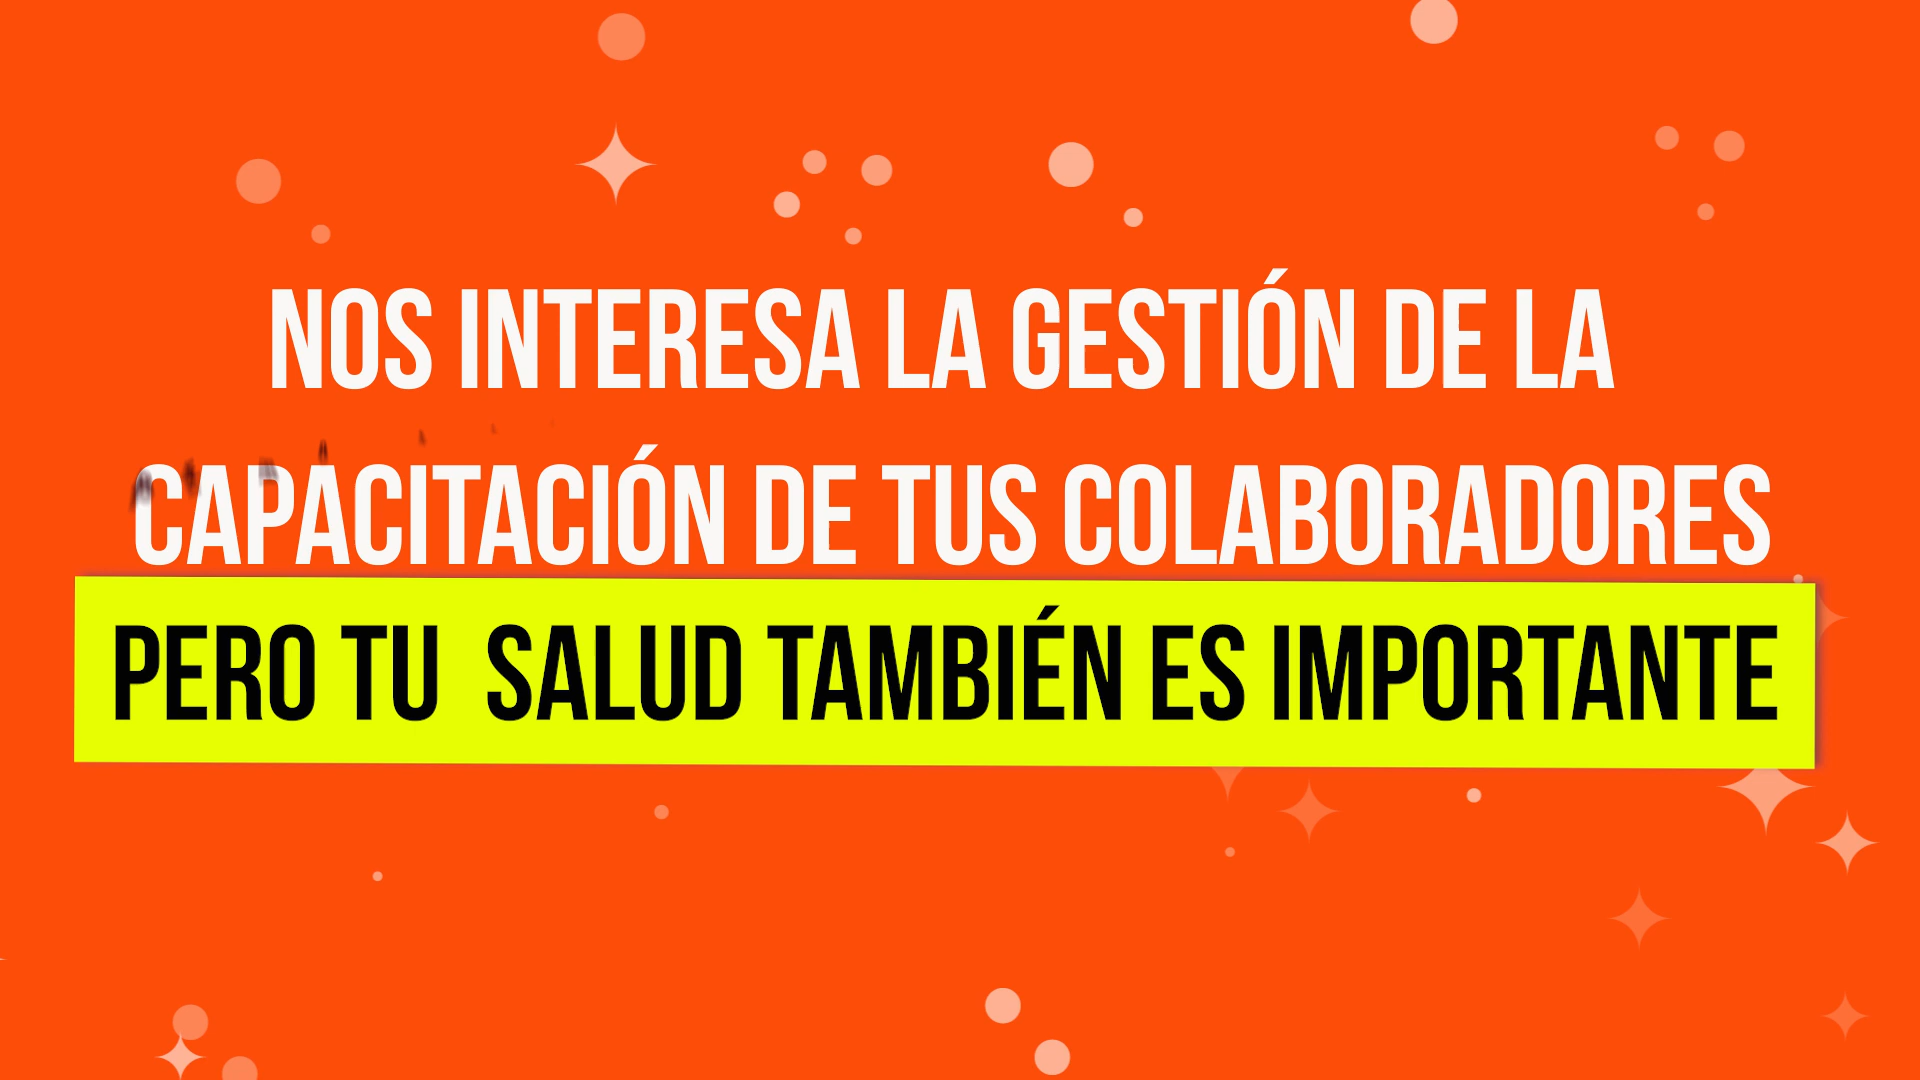 NOS INTERESA LA GESTIÓN DE LA
CAPACITACIÓN DE TUS COLABORADORES
PERO TU  SALUD TAMBIÉN ES IMPORTANTE